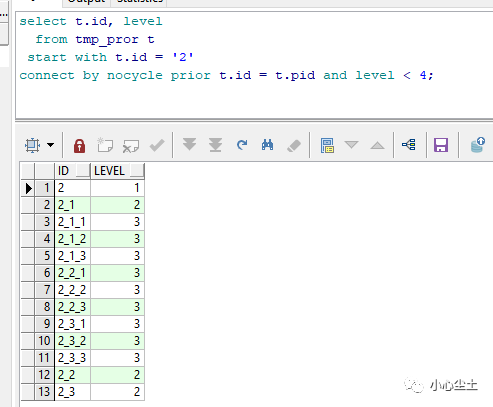 Output Statistics
select t.id, level
from tmp_pror t
start with t.id = '2'
connect by nocycle prior t.id = t.pid and level < 4;
ID LEVEL
1 2 1
2 2_1 2
3 2_1_1 3
4 2_1_2 3
5 2_1_3 3
6 2_2_1 3
7 2_2_2 3
8 2_2_3 3
9 2_3_1 3
10 2_3_2 3
11 2_3_3 3
12 2_2 2
13 2_3 2
小心尘土